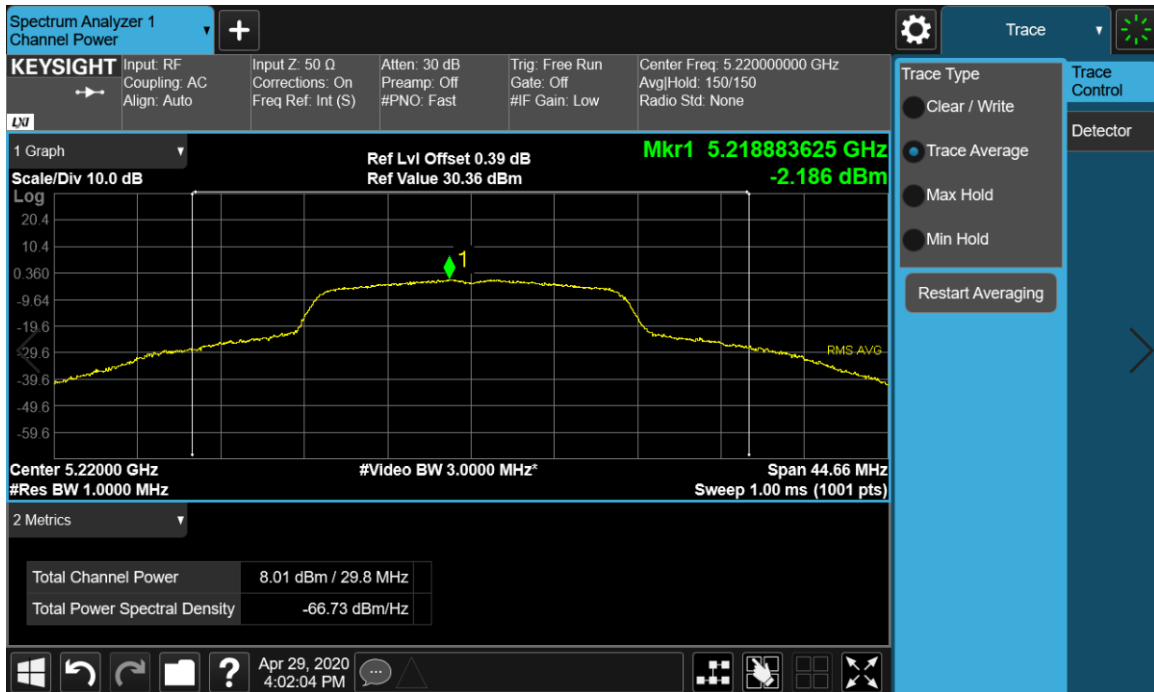 Spectrum Analyzer 1
Channel Power
+
Trace
KEYSIGHT
LXI
Input: RF
Coupling: AC
Align: Auto
Input Z: 50 Ω
Corrections: On
Freq Ref: Int (S)
Atten: 30 dB
Preamp: Off
#PNO: Fast
Trig: Free Run
Gate: Off
#IF Gain: Low
Center Freq: 5.220000000 GHz
Avg|Hold: 150/150
Radio Std: None
1 Graph
Scale/Div 10.0 dB
Log
Ref Lvl Offset 0.39 dB
Ref Value 30.36 dBm
Mkr1 5.218883625 GHz
-2.186 dBm
20.4
10.4
0.360
-9.64
-19.6
-29.6
-39.6
-49.6
-59.6
1
RMS AVG
Center 5.22000 GHz
#Res BW 1.0000 MHz
#Video BW 3.0000 MHz*
Span 44.66 MHz
Sweep 1.00 ms (1001 pts)
2 Metrics
Total Channel Power 8.01 dBm / 29.8 MHz
Total Power Spectral Density -66.73 dBm/Hz
?
Apr 29, 2020
4:02:04 PM
Trace Type
Clear / Write
Trace Average
Max Hold
Min Hold
Restart Averaging
Trace
Control
Detector